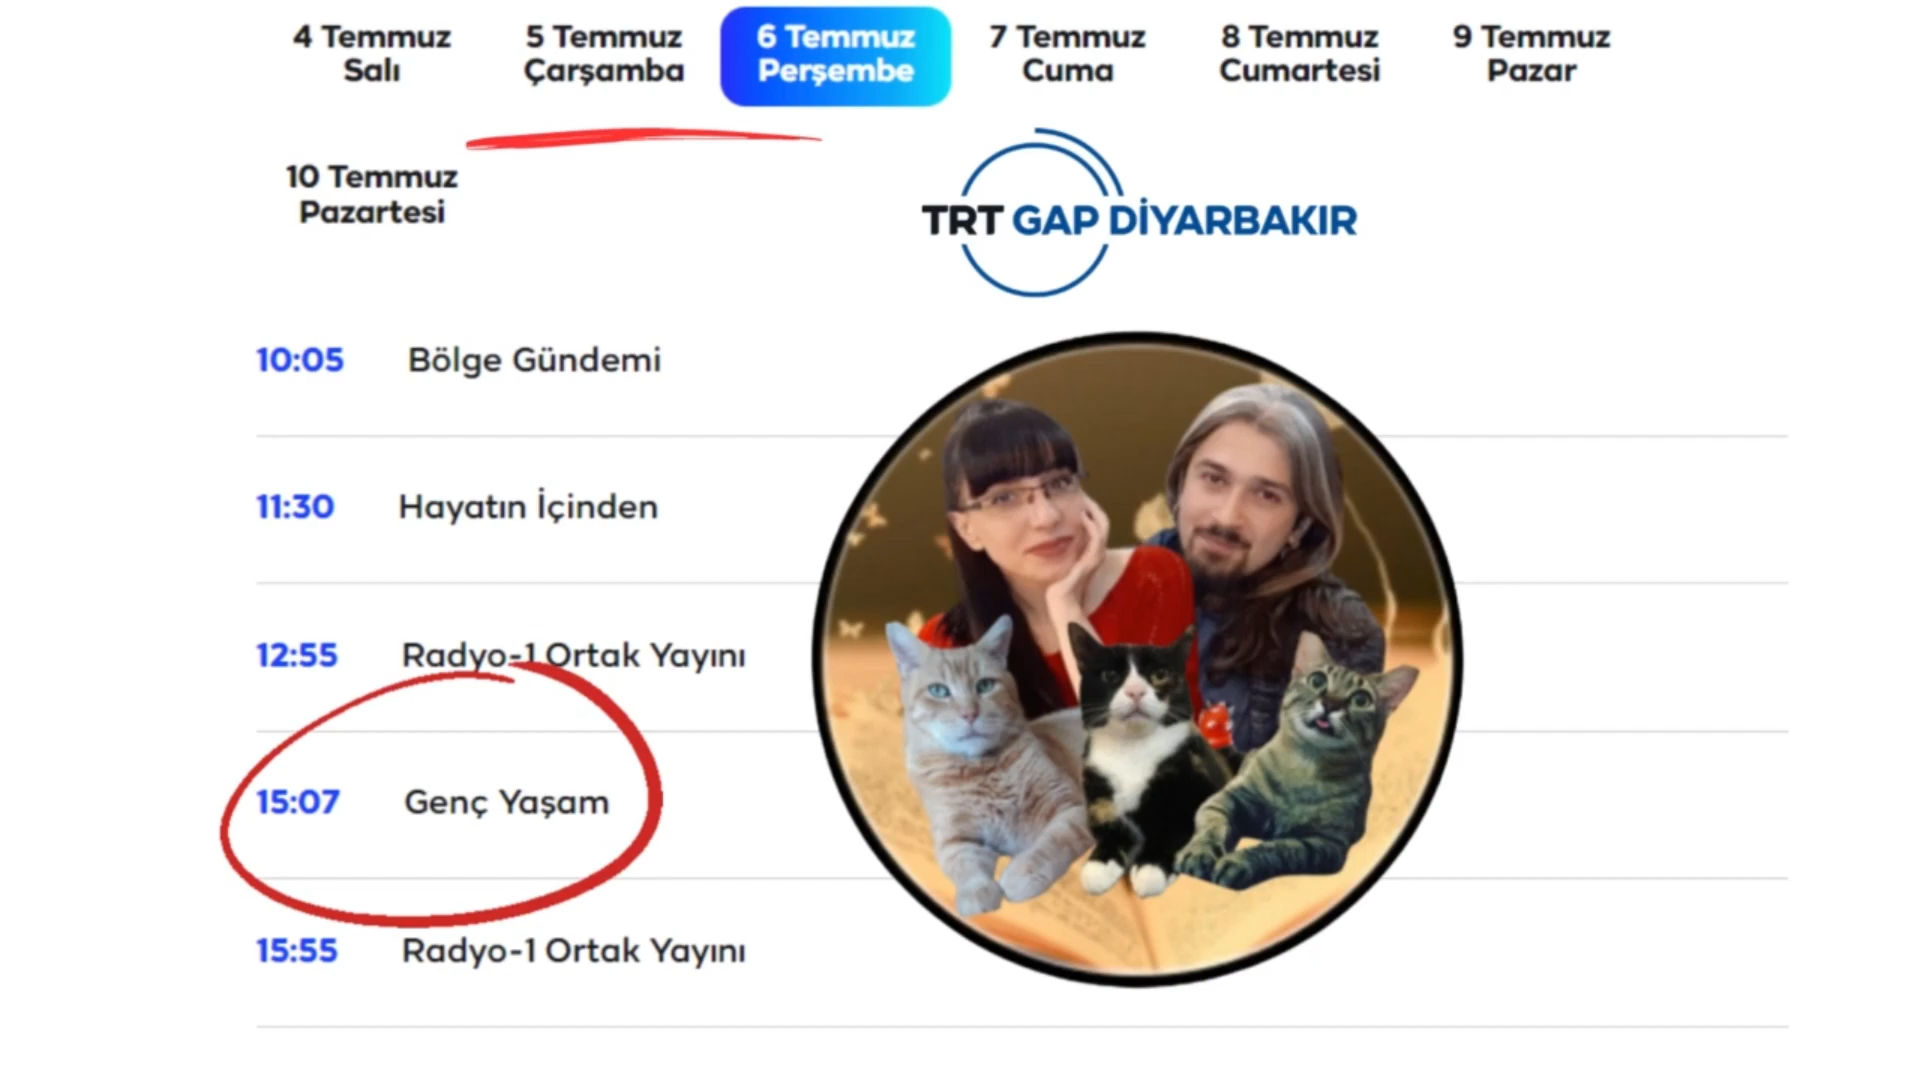 4 Temmuz
Salı
5 Temmuz
Çarşamba
6 Temmuz
Perşembe
7 Temmuz
Cuma
8 Temmuz
Cumartesi
9 Temmuz
Pazar
10 Temmuz
Pazartesi
TRT GAP DİYARBAKIR
10:05 Bölge Gündemi
11:30 Hayatın İçinden
12:55 Radyo-1 Ortak Yayını
15:07 Genç Yaşam
15:55 Radyo-1 Ortak Yayını